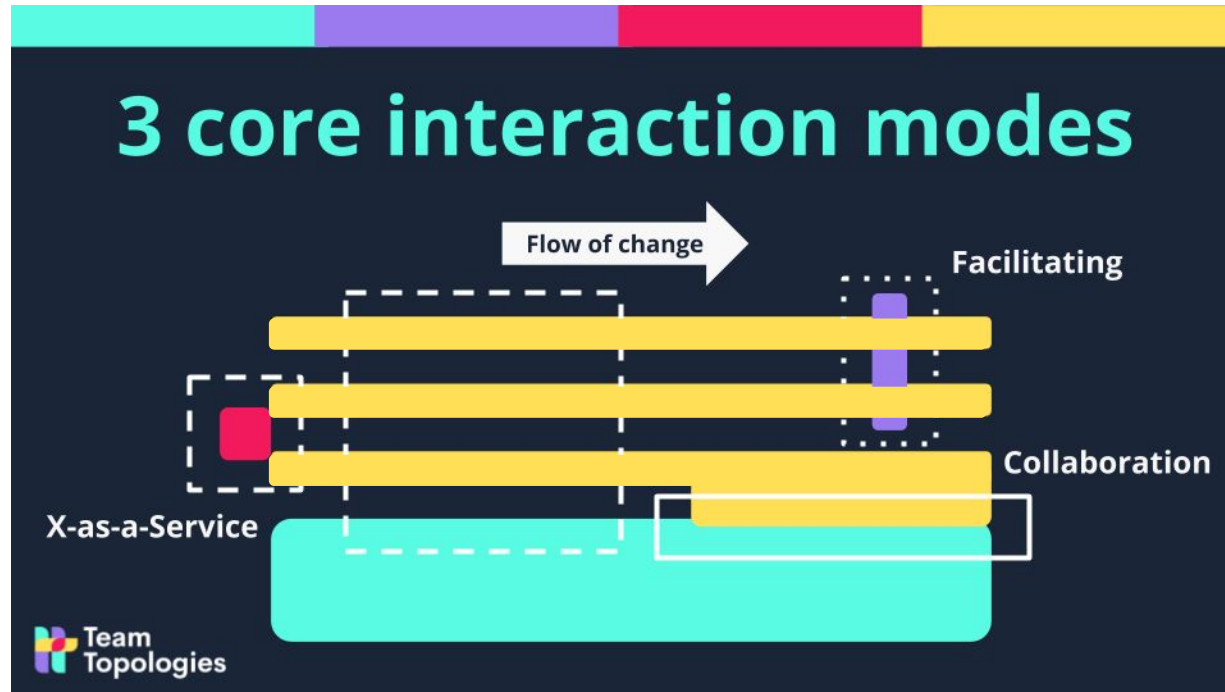 3 core interaction modes
Flow of change
Facilitating
Collaboration
X-as-a-Service
Team
Topologies